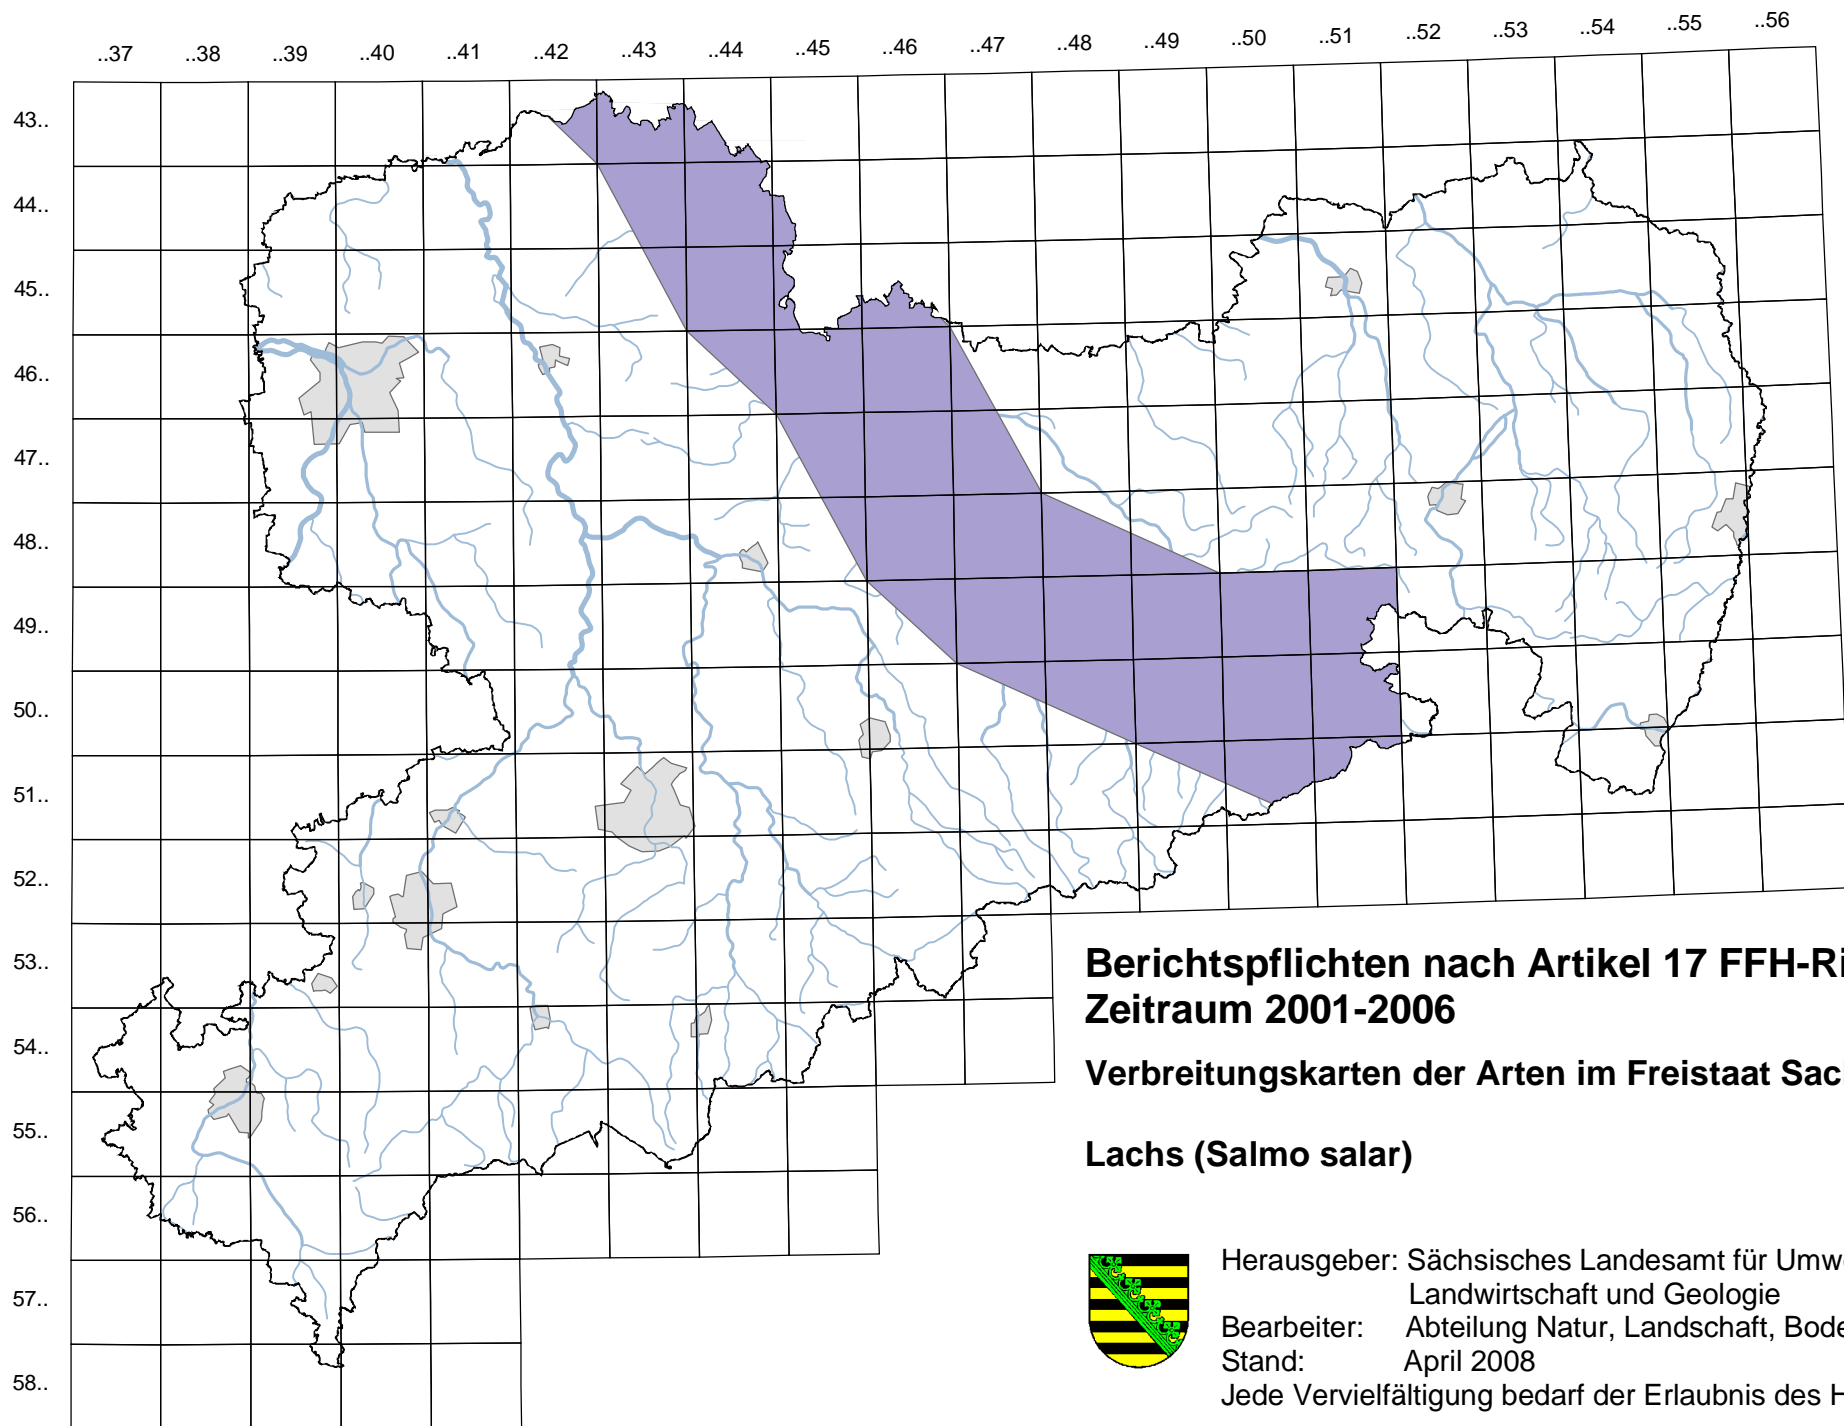 ..37 ..38 ..39 ..40 ..41 ..42 ..43 ..44 ..45 ..46 ..47 ..48 ..49 ..50 ..51 ..52 ..53 ..54 ..55 ..56
43..
44..
45..
46..
47..
48..
49..
50..
51..
52..
53..
54..
55..
56..
57..
58..
Berichtspflichten nach Artikel 17 FFH-Ri
Zeitraum 2001-2006
Verbreitungskarten der Arten im Freistaat Sac
Lachs (Salmo salar)
Herausgeber: Sächsisches Landesamt für Umwe
Landwirtschaft und Geologie
Bearbeiter: Abteilung Natur, Landschaft, Bode
Stand: April 2008
Jede Vervielfältigung bedarf der Erlaubnis des H